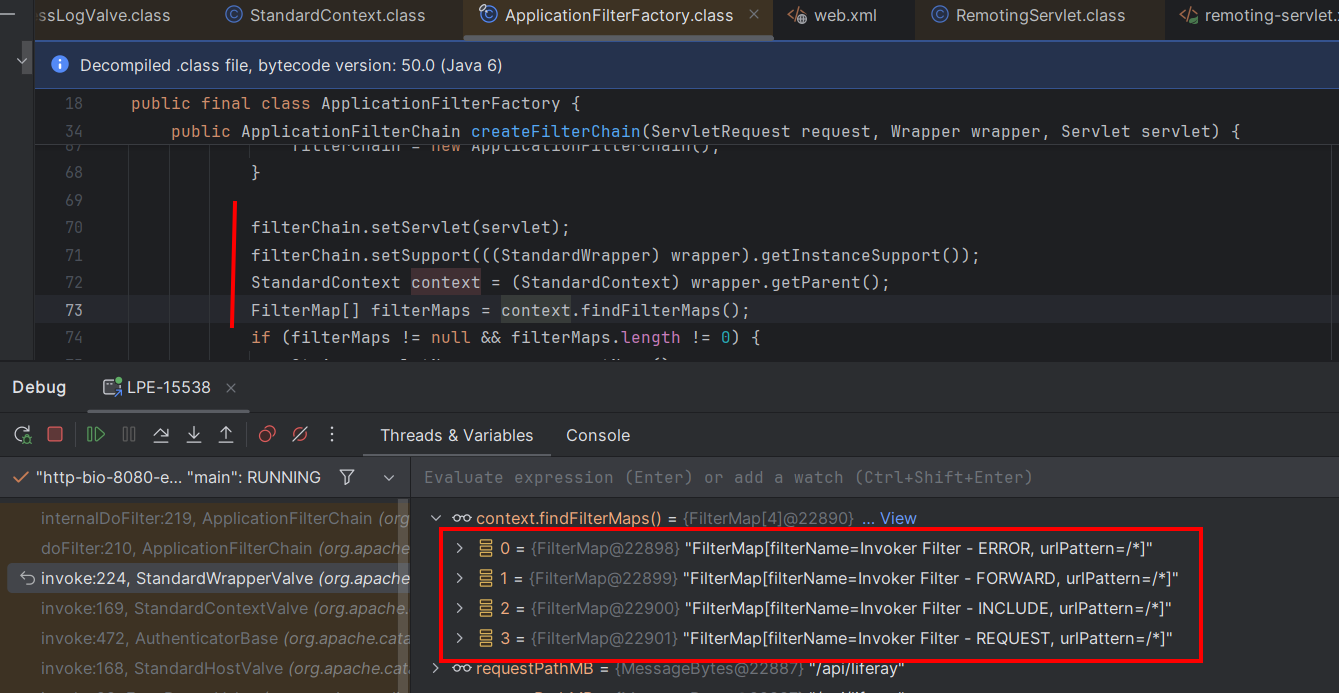 ssLogValve.class StandardContext.class ApplicationFilterFactory.class web.xml RemotingServlet.class remoting-servlet.
Decompiled .class file, bytecode version: 50.0 (Java 6)
18 public final class ApplicationFilterFactory {
34 public ApplicationFilterChain createFilterChain(ServletRequest request, Wrapper wrapper, Servlet servlet) {
67 filterChain = new ApplicationFilterChain();
68 }
69
70 filterChain.setServlet(servlet);
71 filterChain.setSupport(((StandardWrapper) wrapper).getInstanceSupport());
72 StandardContext context = (StandardContext) wrapper.getParent();
73 FilterMap[] filterMaps = context.findFilterMaps();
74 if (filterMaps != null && filterMaps.length != 0) {
Debug LPE-15538
Threads & Variables Console
"http-bio-8080-e... "main": RUNNING Evaluate expression (Enter) or add a watch (Ctrl+Shift+Enter)
internalDoFilter:219, ApplicationFilterChain (org context.findFilterMaps() = {FilterMap[4]@22890} ... View
doFilter:210, ApplicationFilterChain (org.apache 0 = {FilterMap@22898} "FilterMap[filterName=Invoker Filter - ERROR, urlPattern=/*]"
invoke:224, StandardWrapperValve (org.apache 1 = {FilterMap@22899} "FilterMap[filterName=Invoker Filter - FORWARD, urlPattern=/*]"
invoke:169, StandardContextValve (org.apache. 2 = {FilterMap@22900} "FilterMap[filterName=Invoker Filter - INCLUDE, urlPattern=/*]"
invoke:472, AuthenticatorBase (org.apache.cata 3 = {FilterMap@22901} "FilterMap[filterName=Invoker Filter - REQUEST, urlPattern=/*]"
invoke:168, StandardHostValve (org.apache.cat requestPathMB = {MessageBytes@22887} "/api/liferay"